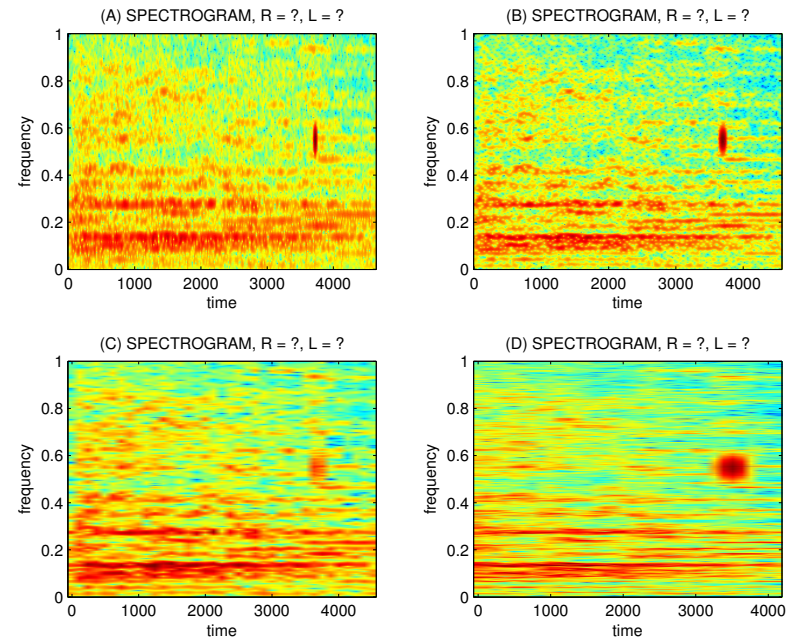 (A) SPECTROGRAM, R = ?, L = ?
frequency
1
0.8
0.6
0.4
0.2
0
0 1000 2000 3000 4000
time
(B) SPECTROGRAM, R = ?, L = ?
frequency
1
0.8
0.6
0.4
0.2
0
0 1000 2000 3000 4000
time
(C) SPECTROGRAM, R = ?, L = ?
frequency
1
0.8
0.6
0.4
0.2
0
0 1000 2000 3000 4000
time
(D) SPECTROGRAM, R = ?, L = ?
frequency
1
0.8
0.6
0.4
0.2
0
0 1000 2000 3000 4000
time